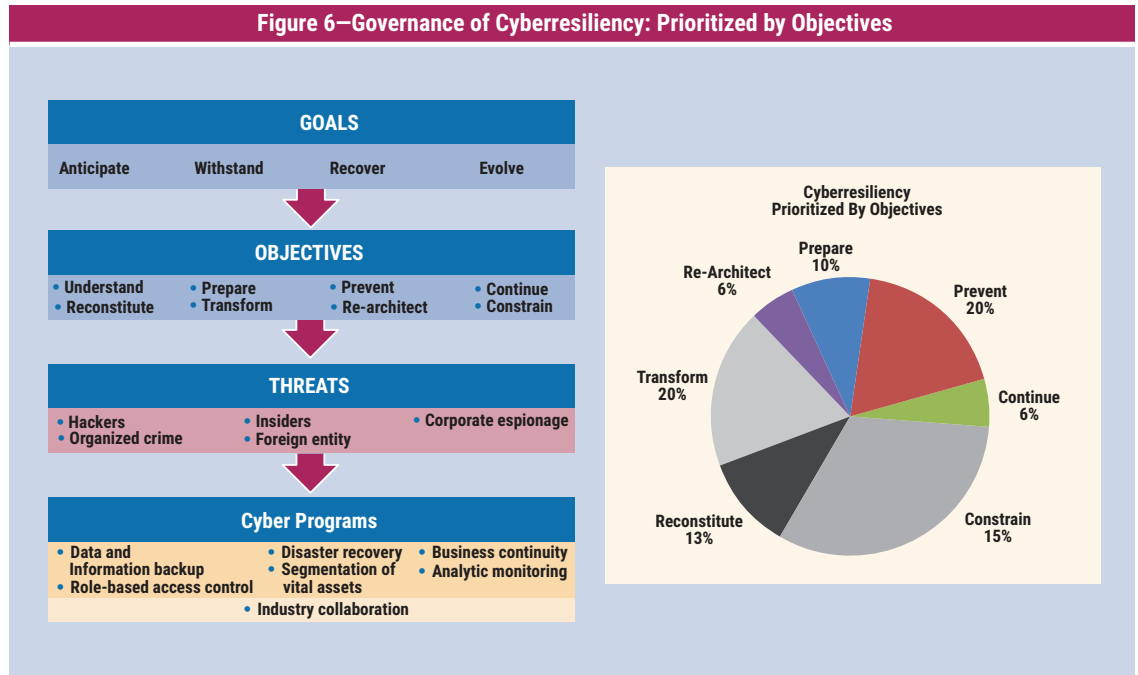 Figure 6—Governance of Cyberresiliency: Prioritized by Objectives
GOALS
Anticipate Withstand Recover Evolve
OBJECTIVES
• Understand • Prepare • Prevent • Continue
• Reconstitute • Transform • Re-architect • Constrain
THREATS
• Hackers • Insiders • Corporate espionage
• Organized crime • Foreign entity
Cyber Programs
• Data and
Information backup
• Role-based access control
• Disaster recovery
• Segmentation of
vital assets
• Business continuity
• Analytic monitoring
• Industry collaboration
Cyberresiliency
Prioritized By Objectives
Prepare
10%
Prevent
20%
Continue
6%
Constrain
15%
Reconstitute
13%
Transform
20%
Re-Architect
6%